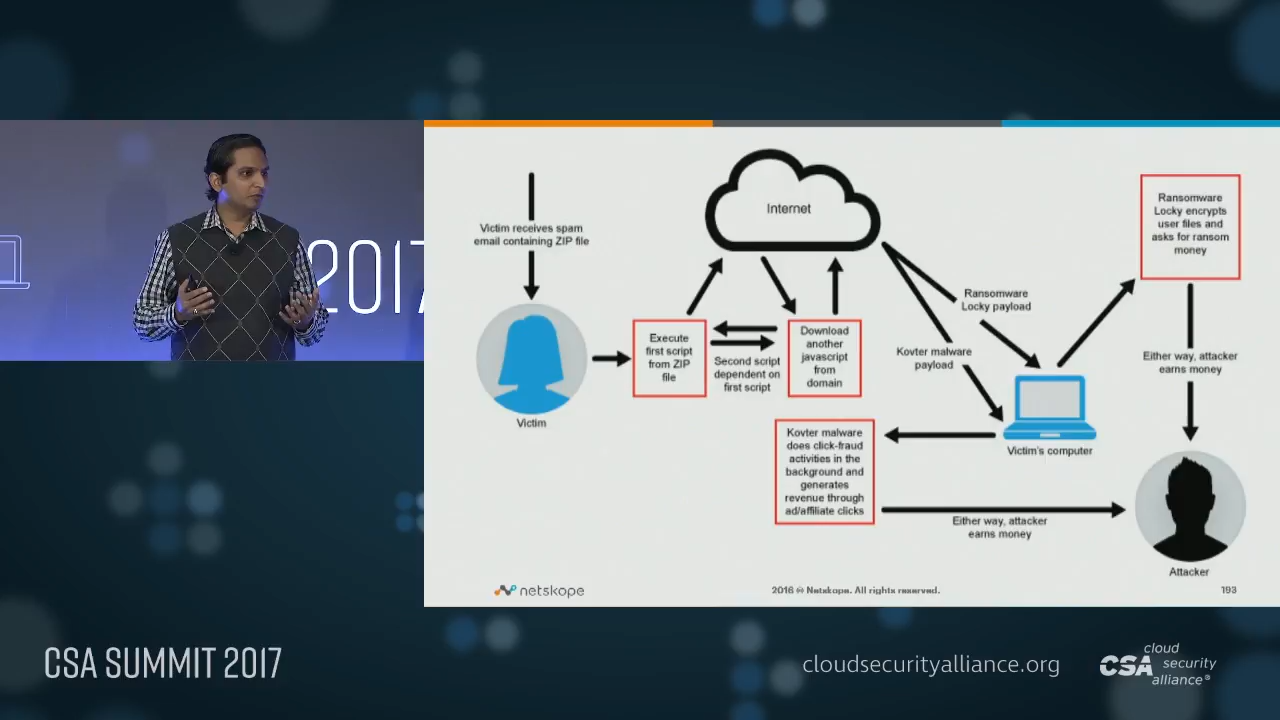 2017
Victim receives spam
email containing ZIP file
Internet
Ransomware
Locky encrypts
user files and
asks for ransom
money
Ransomware
Locky payload
Execute
first script
from ZIP
file
Second script
dependent on
first script
Download
another
javascript
from
domain
Kovter malware
payload
Either way, attacker
earns money
Victim
Kovter malware
does click-fraud
activities in the
background and
generates
revenue through
ad/affiliate clicks
Victim's computer
Either way, attacker
earns money
Attacker
netskope
2016 © Netskope. All rights reserved.
193
CSA SUMMIT 2017
cloudsecurityalliance.org
CSA cloud
security
alliance®